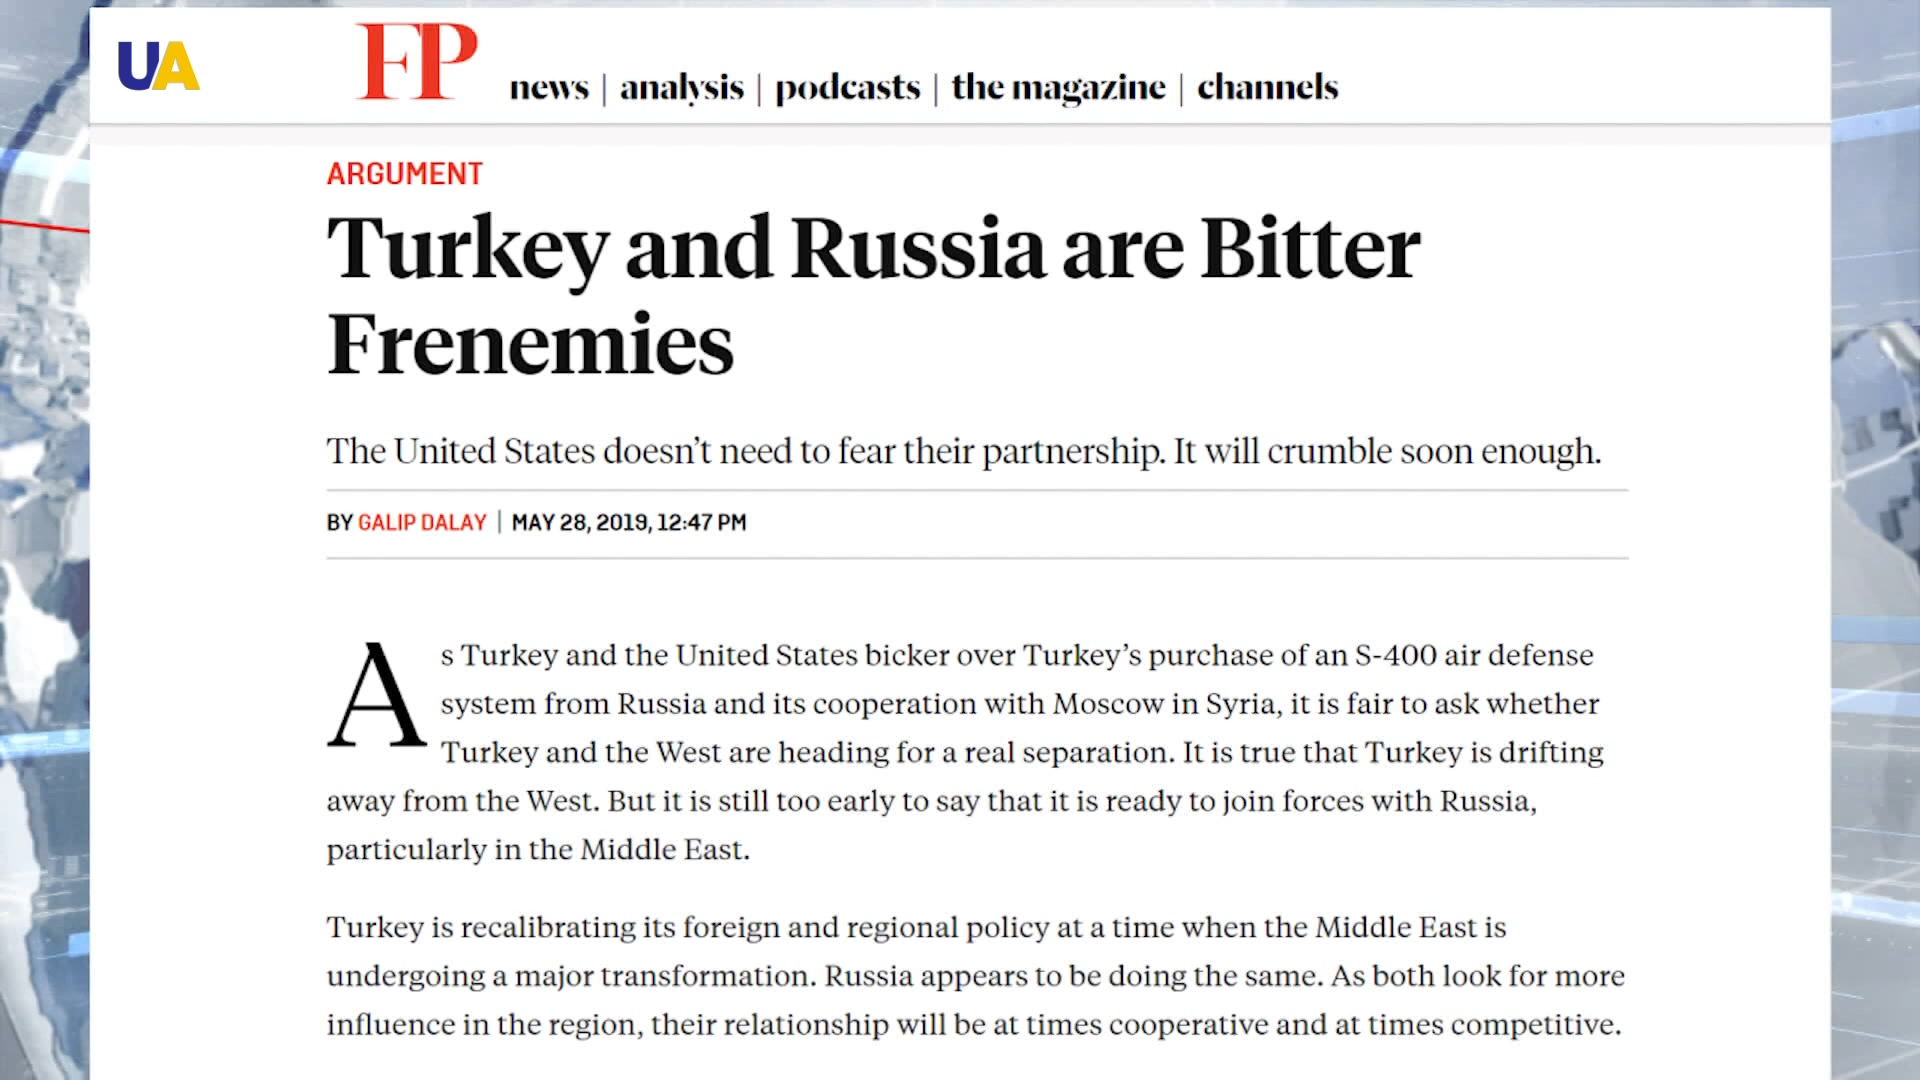 UA
FP
news | analysis | podcasts | the magazine | channels
ARGUMENT
Turkey and Russia are Bitter
Frenemies
The United States doesn’t need to fear their partnership. It will crumble soon enough.
BY GALIP DALAY | MAY 28, 2019, 12:47 PM
As Turkey and the United States bicker over Turkey’s purchase of an S-400 air defense
system from Russia and its cooperation with Moscow in Syria, it is fair to ask whether
Turkey and the West are heading for a real separation. It is true that Turkey is drifting
away from the West. But it is still too early to say that it is ready to join forces with Russia,
particularly in the Middle East.
Turkey is recalibrating its foreign and regional policy at a time when the Middle East is
undergoing a major transformation. Russia appears to be doing the same. As both look for more
influence in the region, their relationship will be at times cooperative and at times competitive.